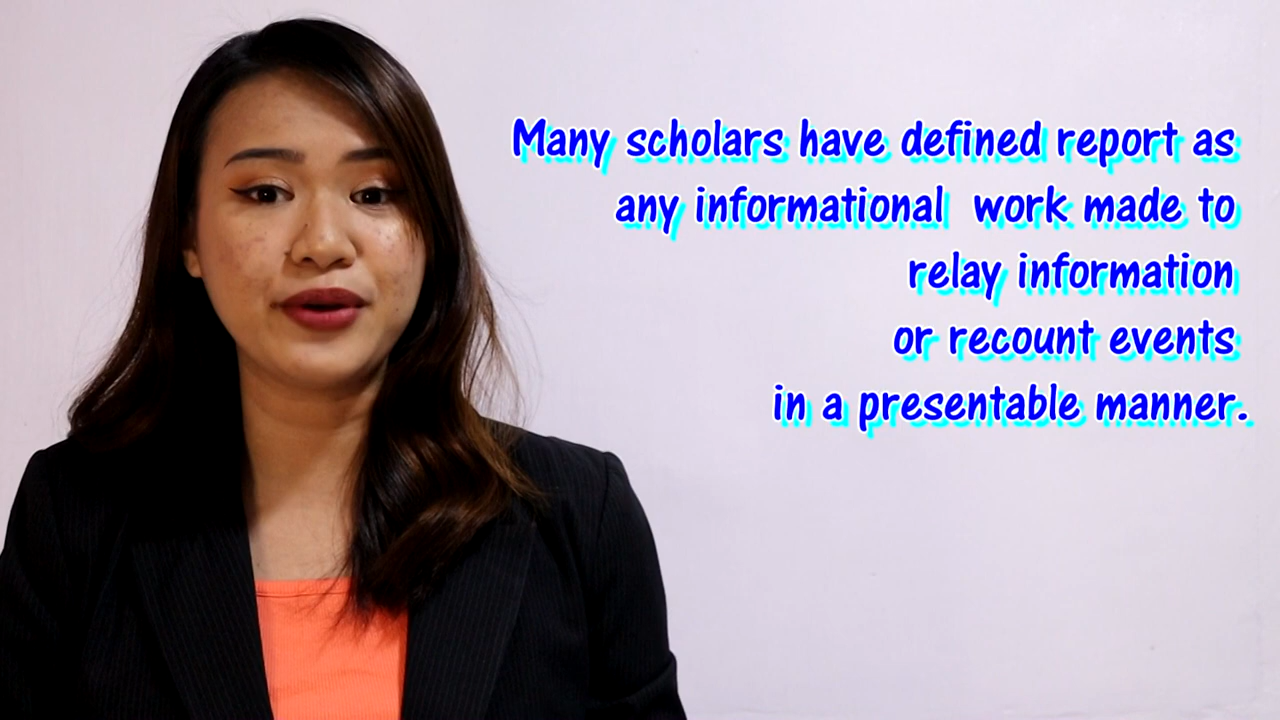 Many scholars have defined report as
any informational work made to
relay information
or recount events
in a presentable manner.